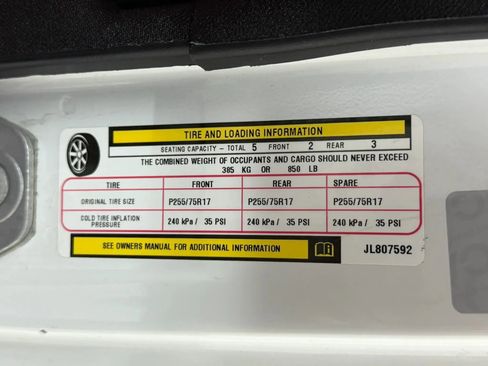 TIRE AND LOADING INFORMATION
SEATING CAPACITY - TOTAL 5 FRONT 2 REAR 3
THE COMBINED WEIGHT OF OCCUPANTS AND CARGO SHOULD NEVER EXCEED
385 KG OR 850 LB
TIRE FRONT REAR SPARE
ORIGINAL TIRE SIZE P255/75R17 P255/75R17 P255/75R17
COLD TIRE INFLATION
PRESSURE 240 kPa / 35 PSI 240 kPa / 35 PSI 240 kPa / 35 PSI
SEE OWNERS MANUAL FOR ADDITIONAL INFORMATION JL807592